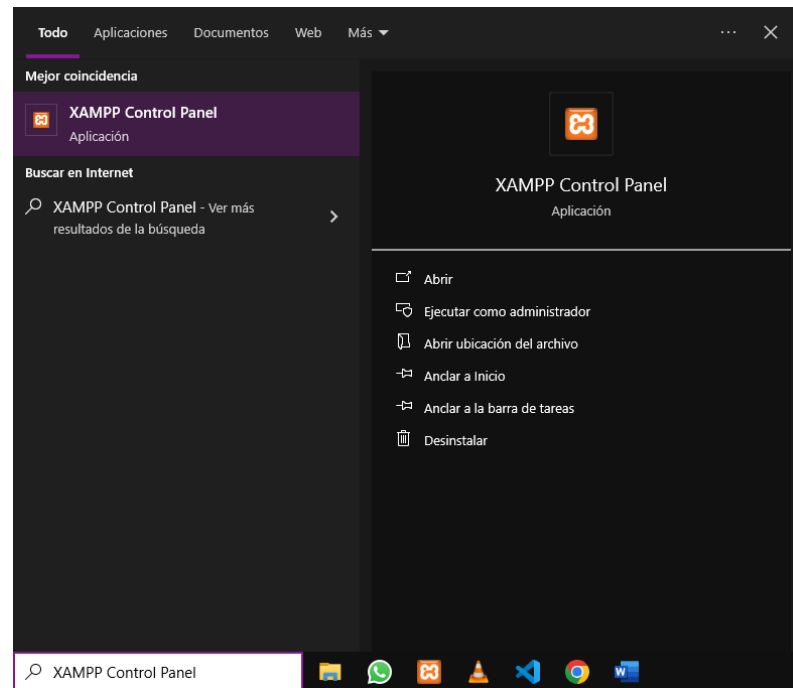 Todo Aplicaciones Documentos Web Más
Mejor coincidencia
XAMPP Control Panel
Aplicación
Buscar en Internet
XAMPP Control Panel - Ver más
resultados de la búsqueda
XAMPP Control Panel
Aplicación
Abrir
Ejecutar como administrador
Abrir ubicación del archivo
Anclar a Inicio
Anclar a la barra de tareas
Desinstalar
XAMPP Control Panel